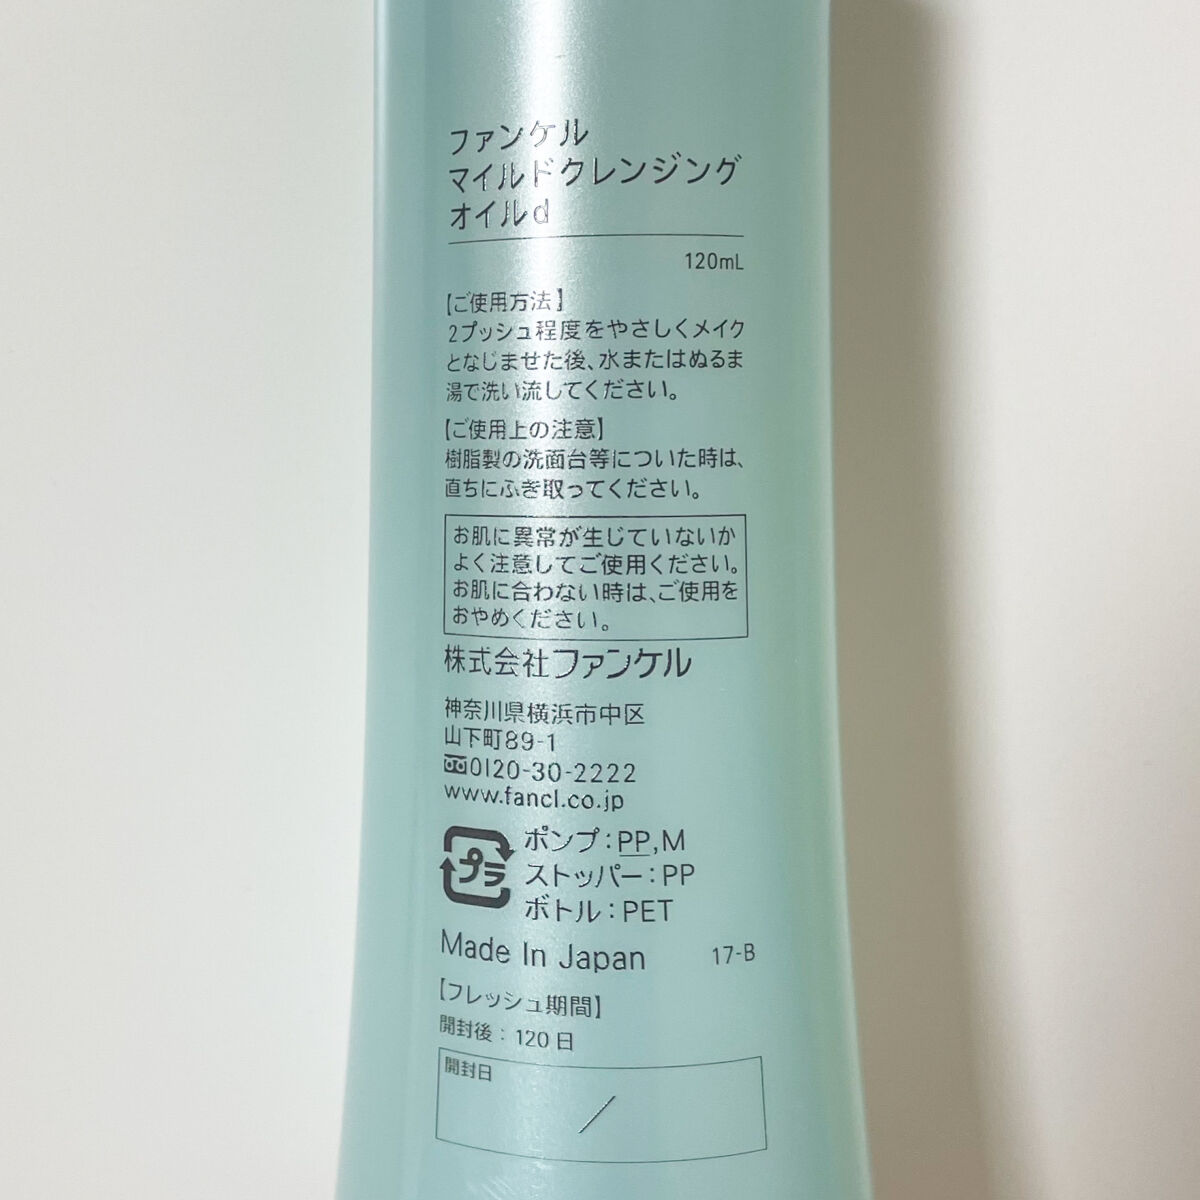 ファンケル
マイルドクレンジング
オイルd
120mL
【ご使用方法】
2プッシュ程度をやさしくメイク
となじませた後、水またはぬるま
湯で洗い流してください。
【ご使用上の注意】
樹脂製の洗面台等についた時は、
直ちにふき取ってください。
お肌に異常が生じていないか
よく注意してご使用ください。
お肌に合わない時は、ご使用を
おやめください。
株式会社ファンケル
神奈川県横浜市中区
山下町89-1
0120-30-2222
www.fancl.co.jp
プラ
ポンプ:PP,M
ストッパー:PP
ボトル:PET
Made In Japan 17-B
【フレッシュ期間】
開封後:120日
開封日
/